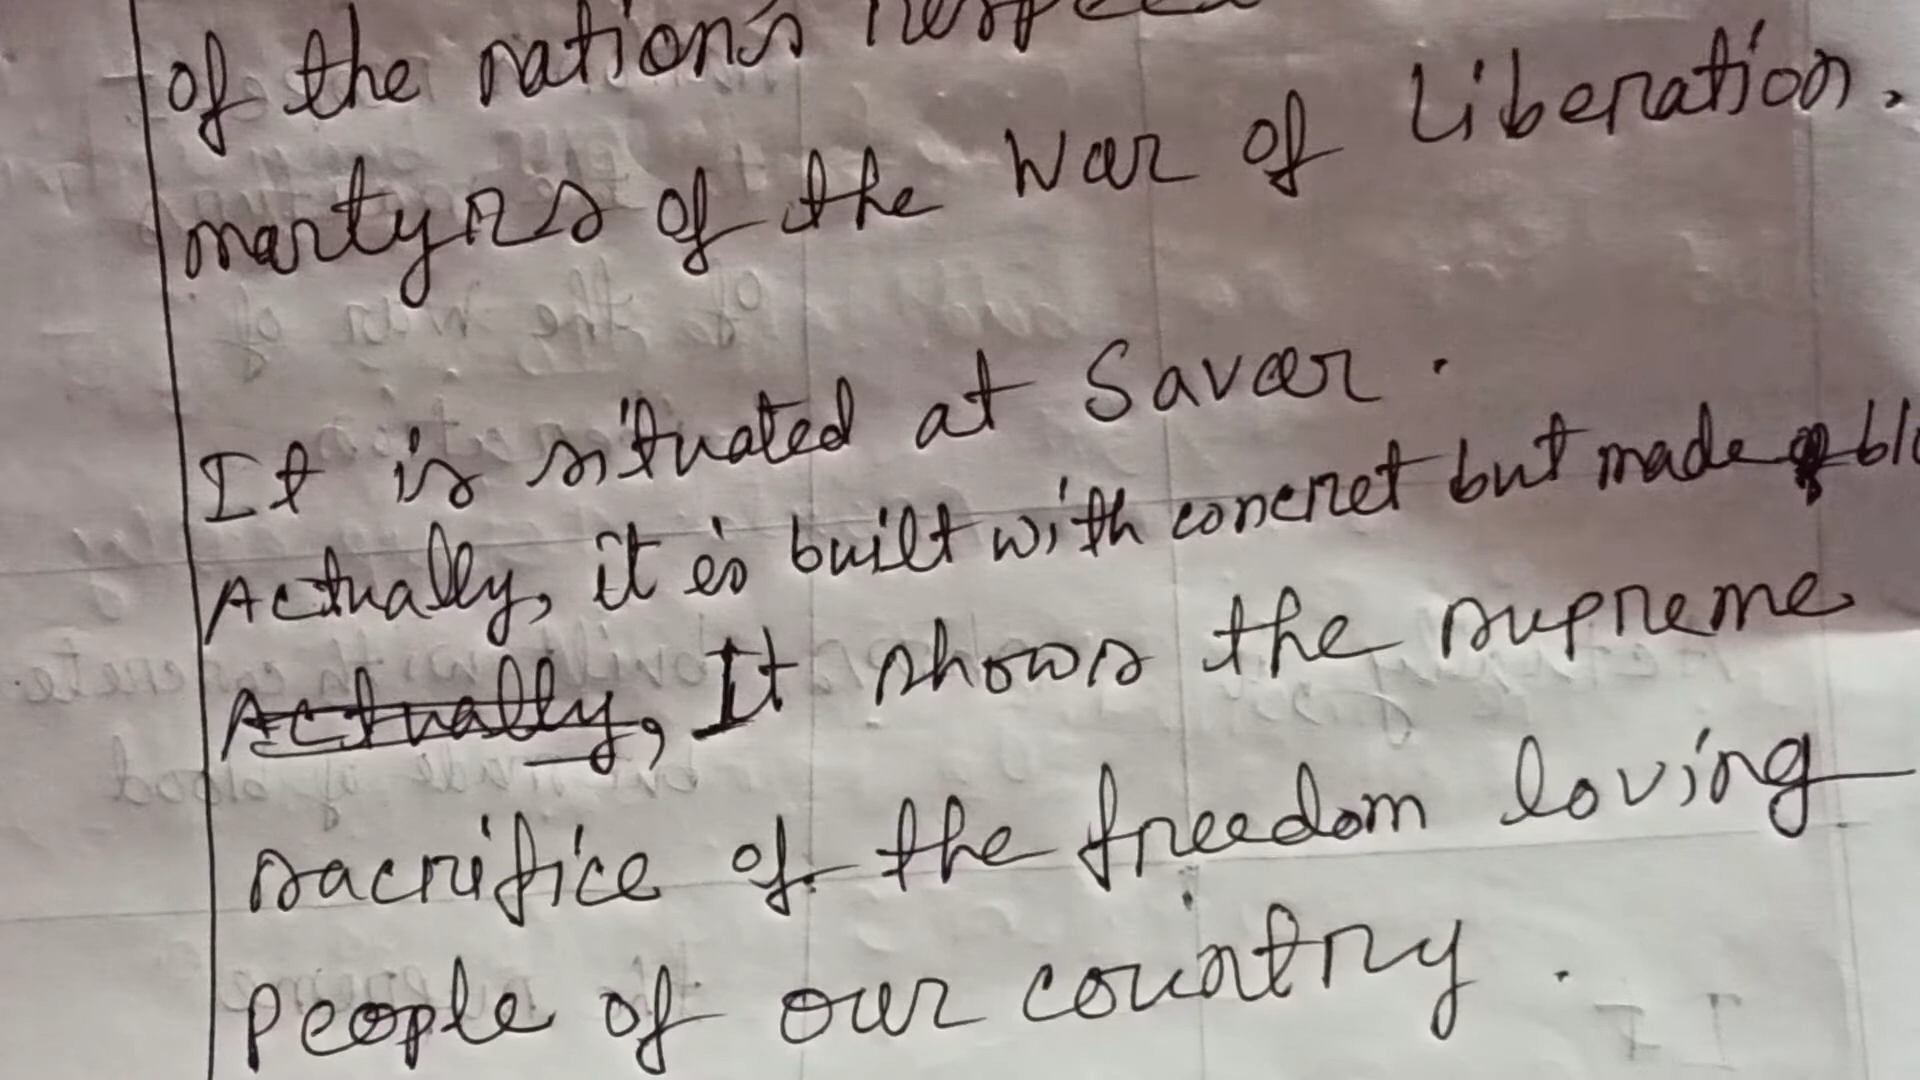 of the nation's
martyrs of the War of Liberation.
It is situated at Savar.
Actually, it is built with concret but made
Actually, It shows the supreme
sacrifice of the freedom loving
people of our country.